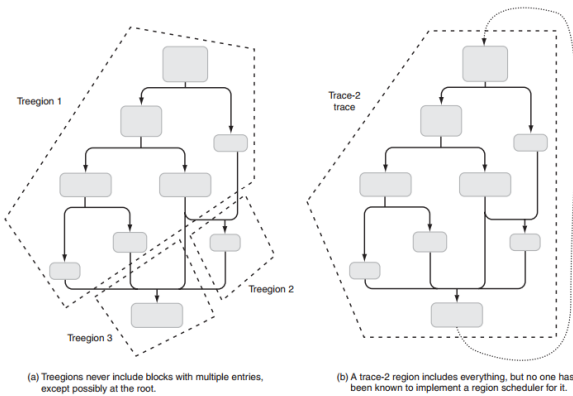 Treegion 1
Trace-2
trace
Treegion 2
Treegion 3
(a) Treegions never include blocks with multiple entries,
except possibly at the root.
(b) A trace-2 region includes everything, but no one has
been known to implement a region scheduler for it.